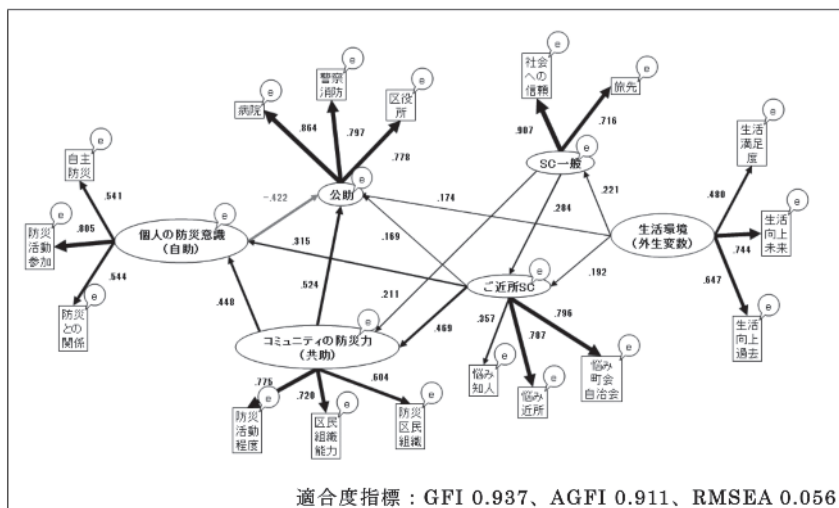 e
社会
への
信頼
e
旅先
.907
.716
e
警察
消防
e
病院
e
区役
所
.864
.797
.778
e
SC一般
e
生活
満足
度
e
自主
防災
.541
e
公助
-.422
.174
.221
.284
.480
e
生活
向上
未来
.744
.647
e
防災
活動
参加
.805
e
個人の防災意識
(自助)
.315
.169
生活環境
(外生変数)
.192
.544
e
防災
との
関係
.448
.524
.211
e
ご近所SC
.469
.357
.787
.796
e
生活
向上
過去
e
コミュニティの防災力
(共助)
e
悩み
知人
e
悩み
近所
e
悩み
町会
自治会
.775
.720
.604
e
防災
活動
程度
e
区民
組織
能力
e
防災
区民
組織
適合度指標：GFI 0.937、AGFI 0.911、RMSEA 0.056